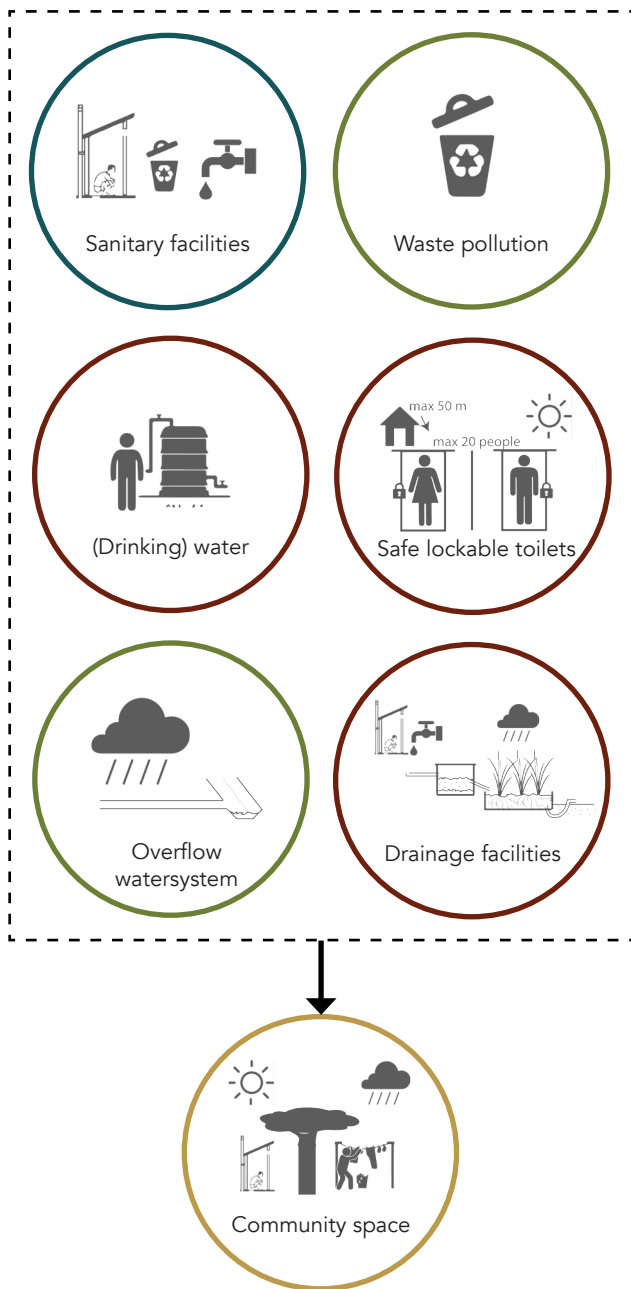 Sanitary facilities
Waste pollution
(Drinking) water
max 50 m
max 20 people
Safe lockable toilets
Overflow
watersystem
Drainage facilities
Community space